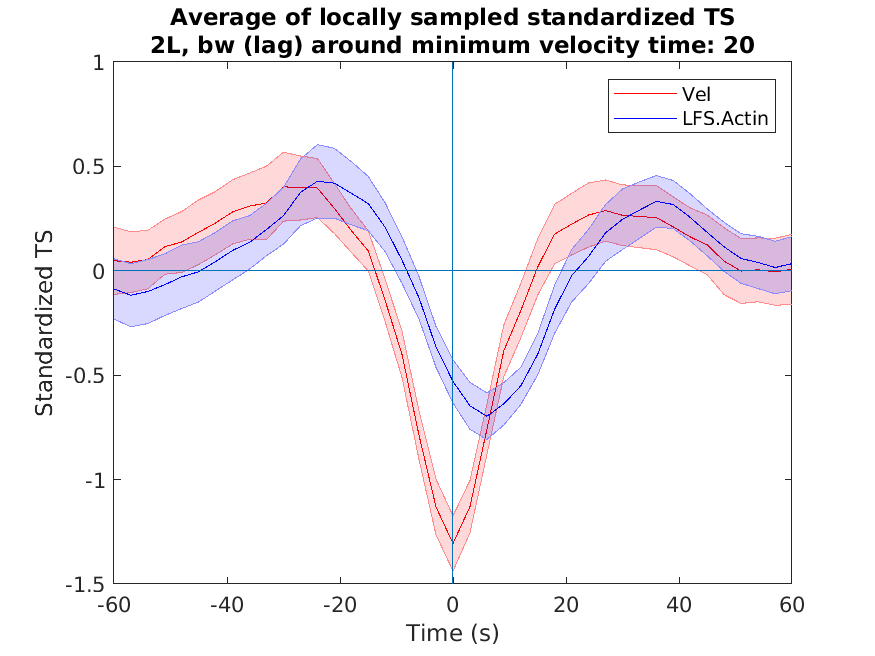 Average of locally sampled standardized TS
2L, bw (lag) around minimum velocity time: 20
1
0.5
0
-0.5
-1
-1.5
Standardized TS
Vel
LFS.Actin
-60
-40
-20
0
20
40
60
Time (s)